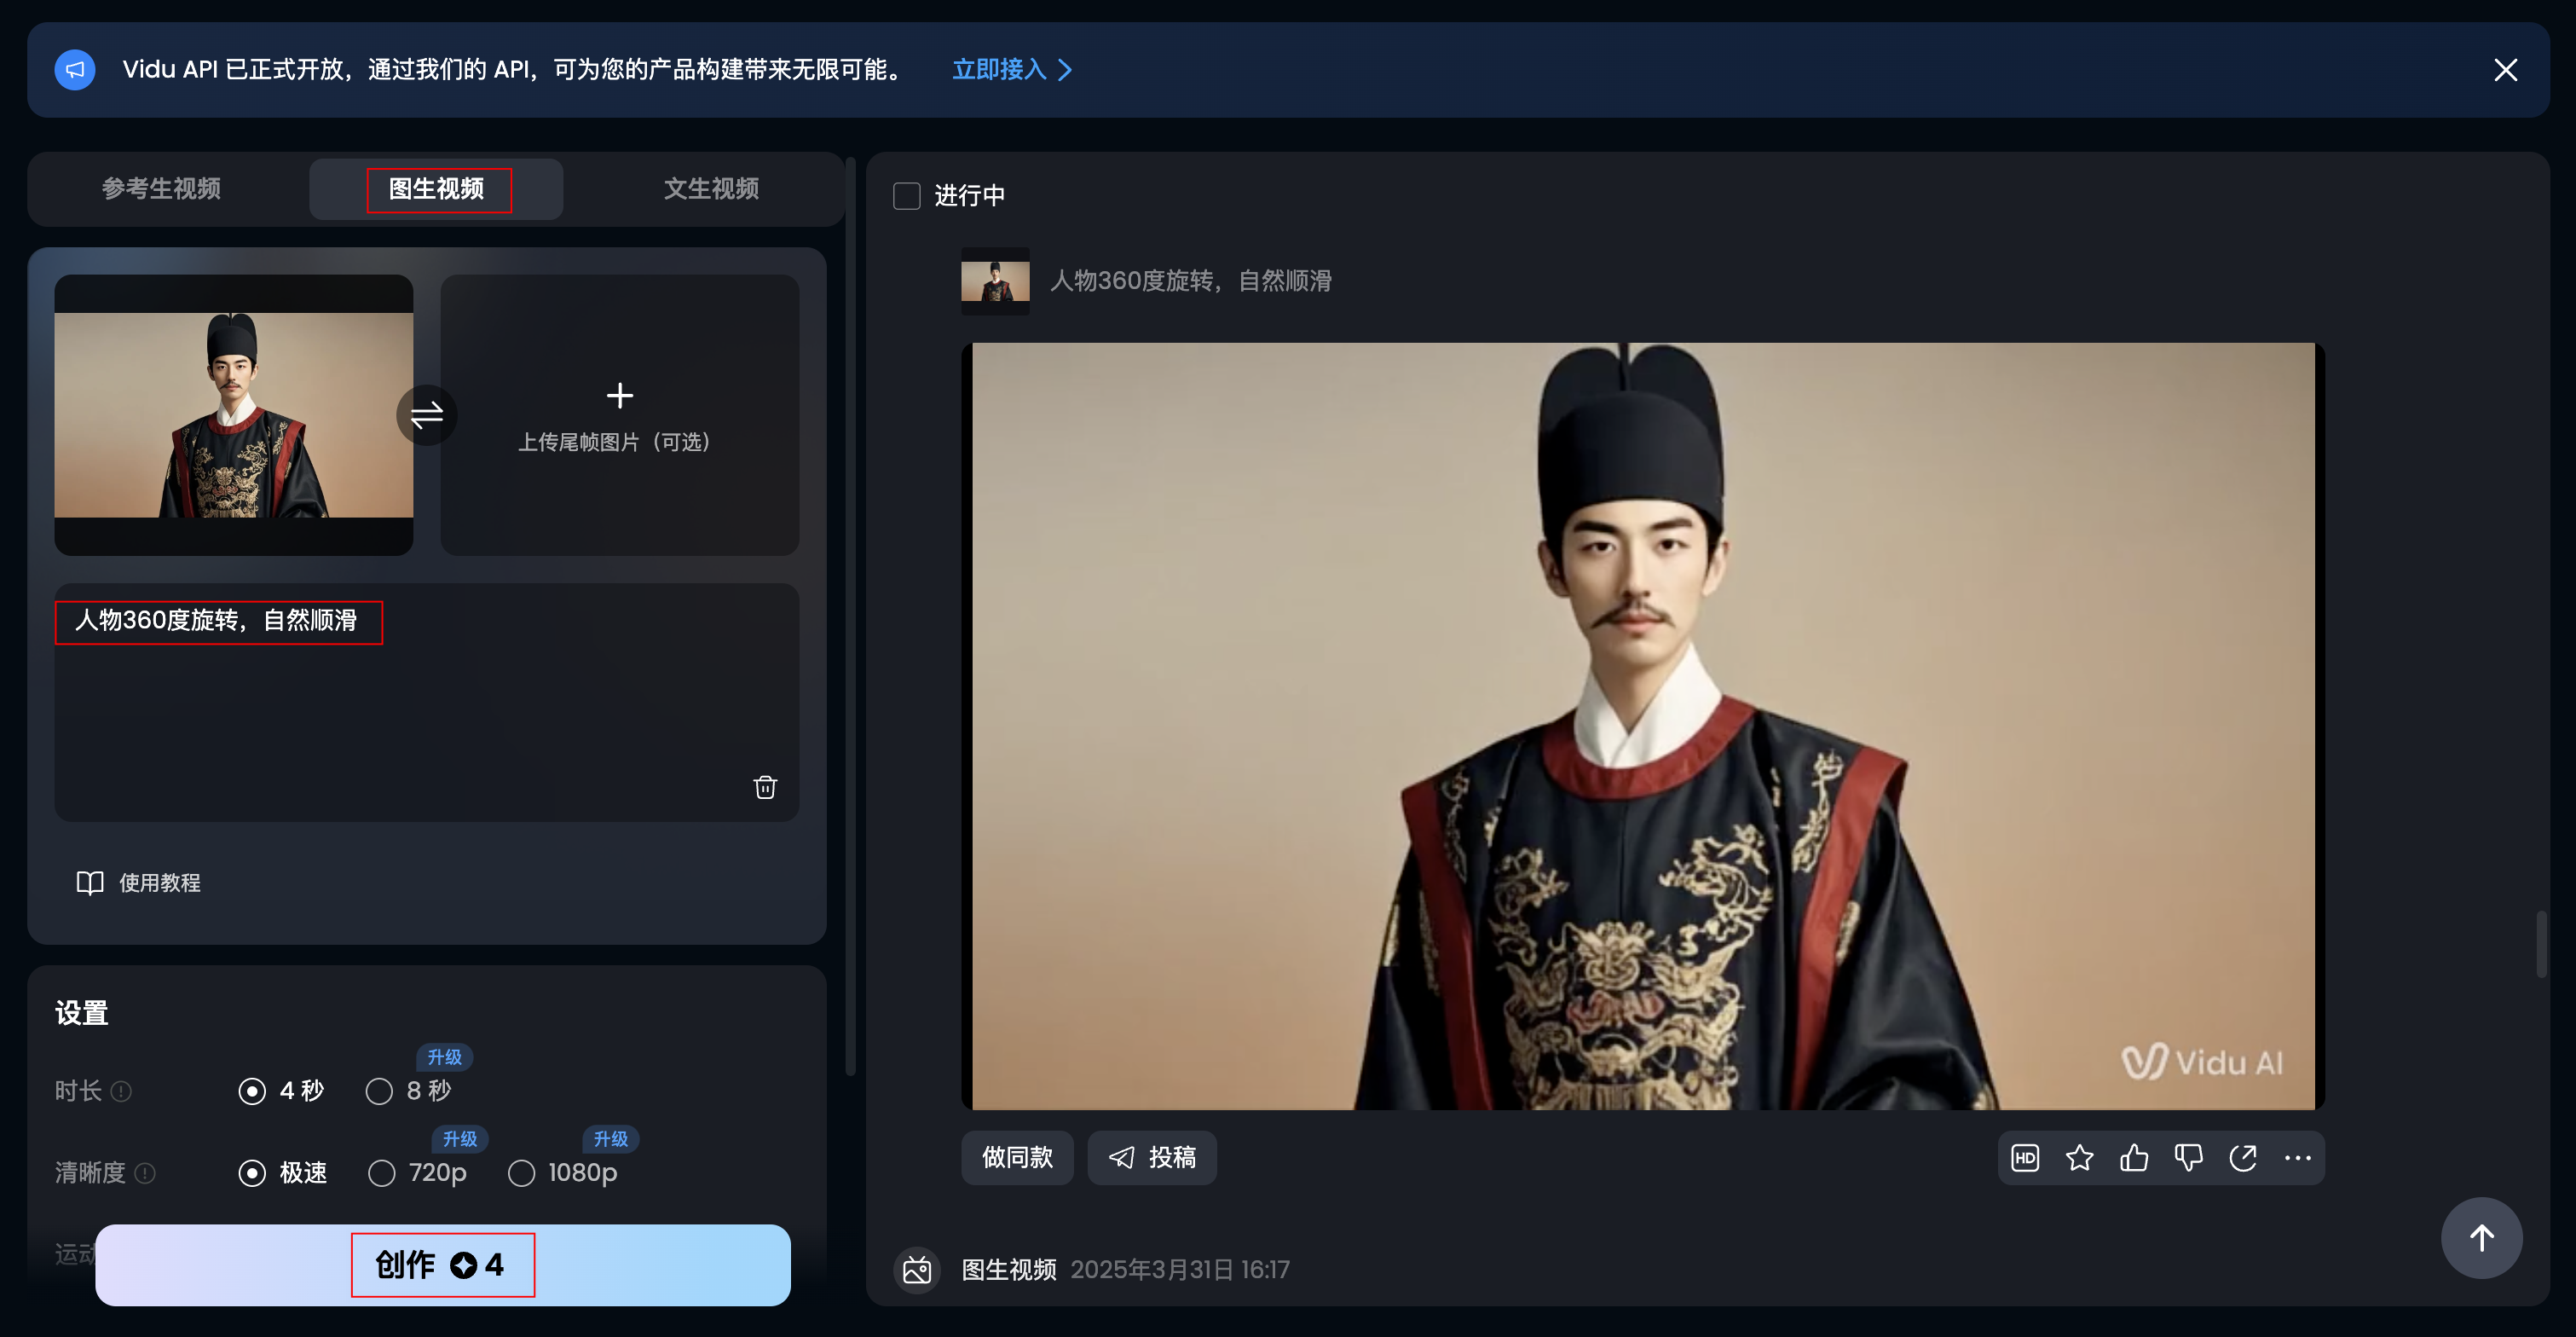 Vidu API 已正式开放，通过我们的 API，可为您的产品构建带来无限可能。 立即接入
参考生视频 图生视频 文生视频
上传尾帧图片（可选）
人物360度旋转，自然顺滑
使用教程
设置
升级
时长 4 秒 8 秒
升级 升级
清晰度 极速 720p 1080p
运动
创作 4
进行中
人物360度旋转，自然顺滑
Vidu AI
做同款 投稿 HD
图生视频 2025年3月31日 16:17